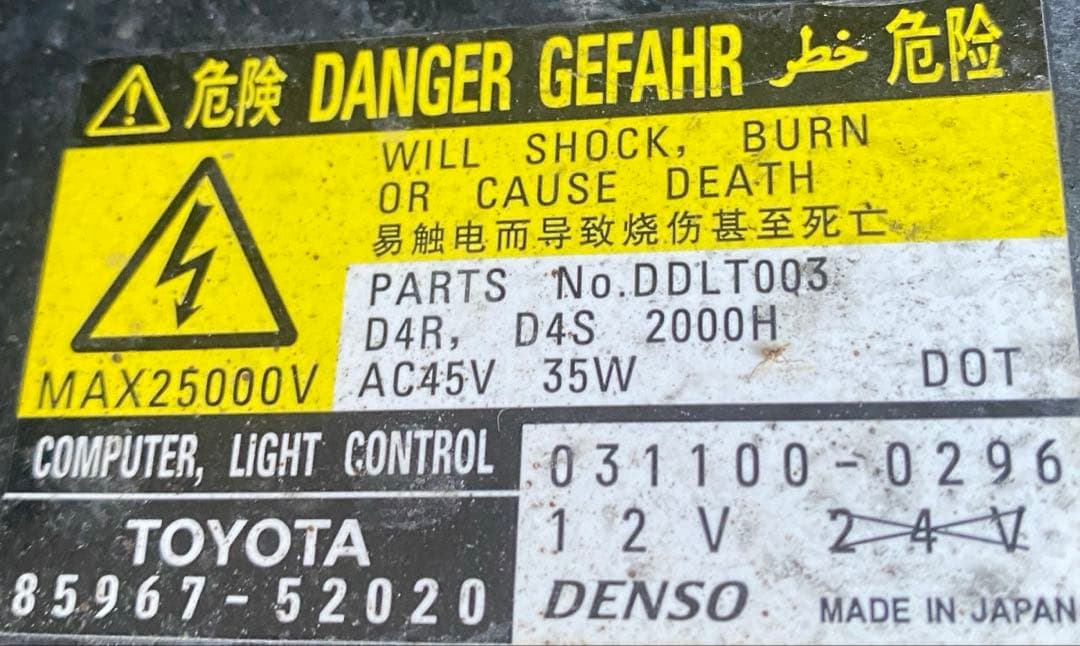 危険 DANGER GEFAHR خطر 危险
WILL SHOCK, BURN
OR CAUSE DEATH
易触电而导致烧伤甚至死亡
MAX25000V
PARTS No.DDLT003
D4R, D4S 2000H
AC45V 35W DOT
COMPUTER, LIGHT CONTROL
TOYOTA
85967-52020
031100-0296
12V 24V
DENSO MADE IN JAPAN